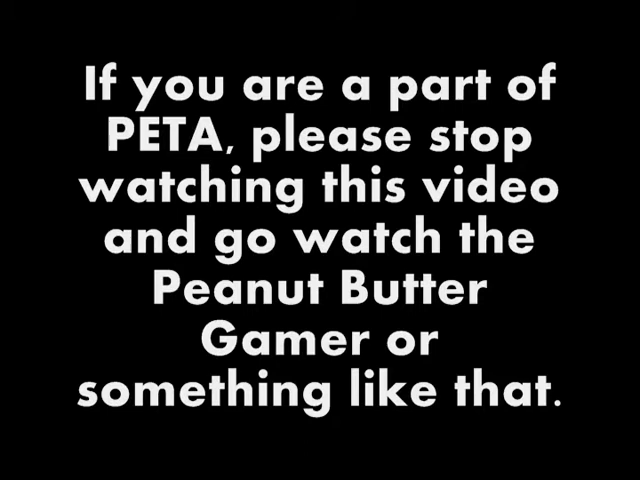 If you are a part of
PETA, please stop
watching this video
and go watch the
Peanut Butter
Gamer or
something like that.